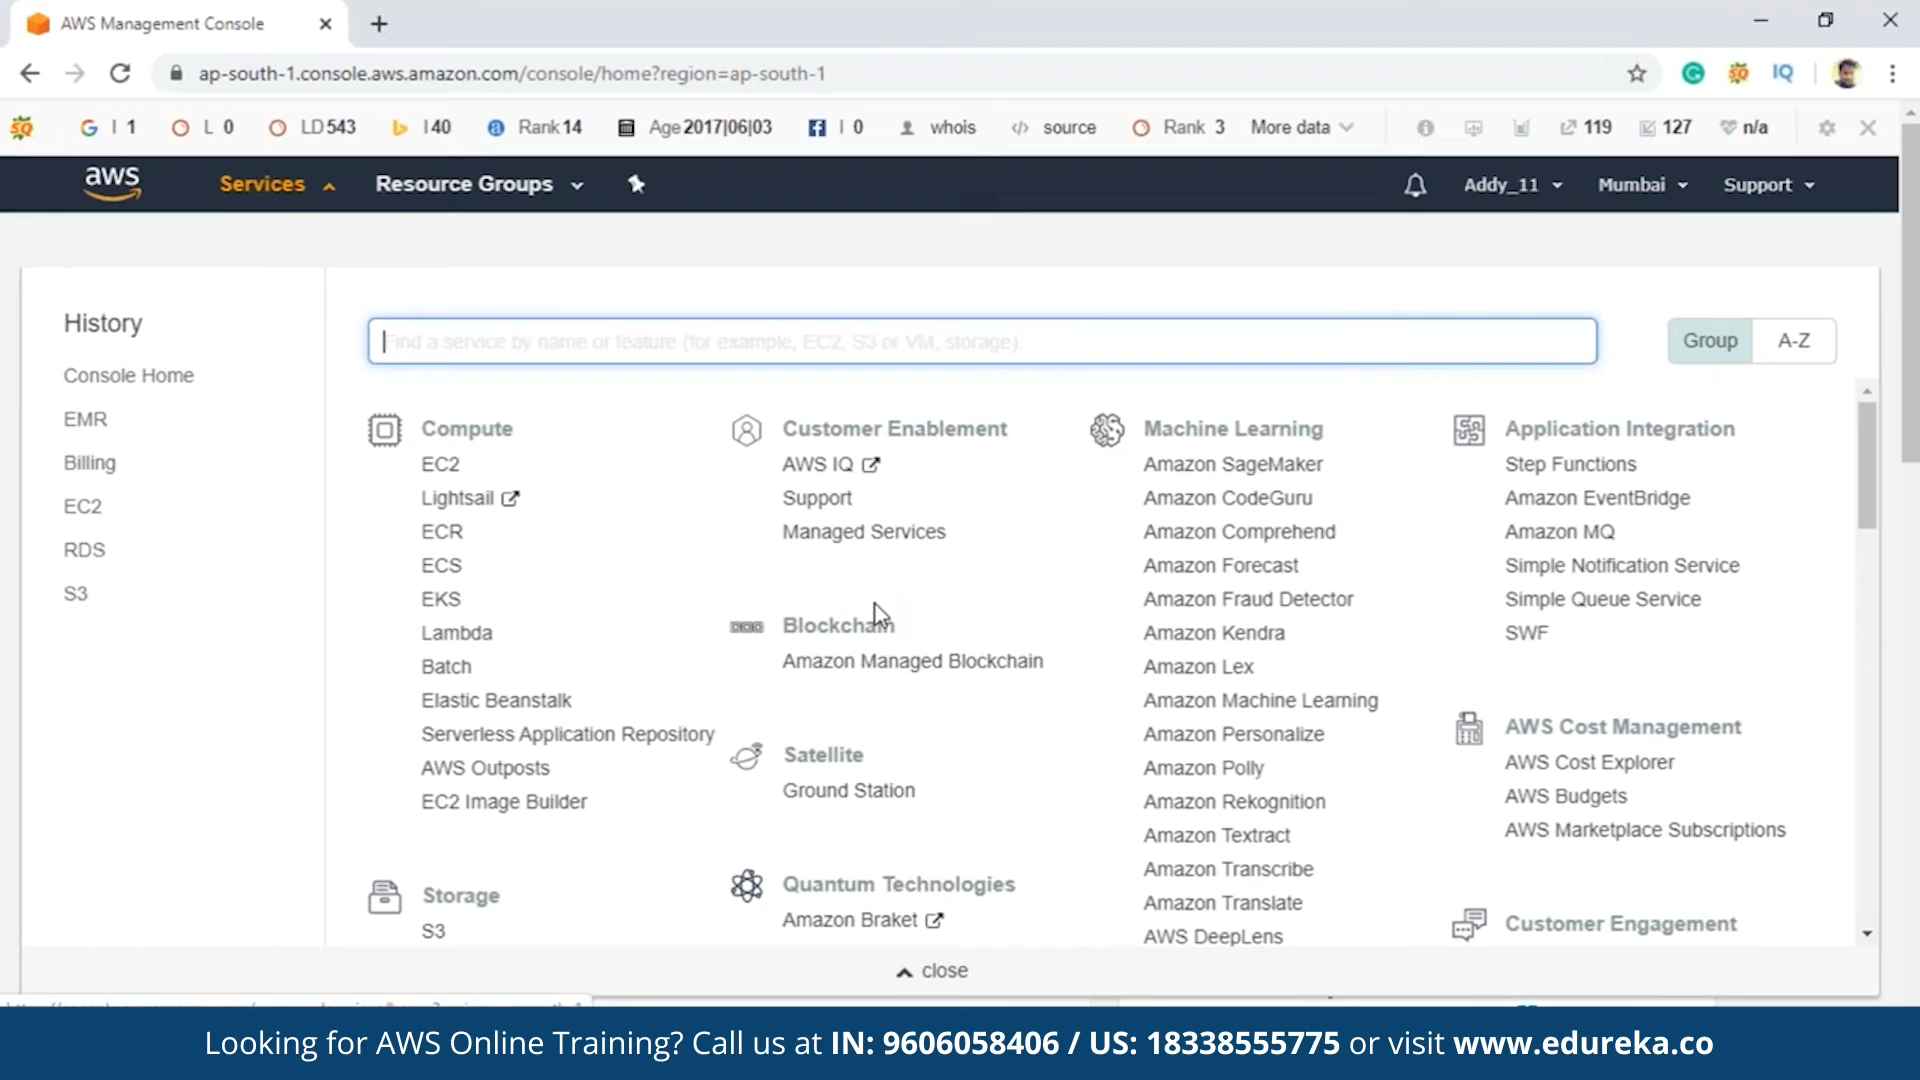 AWS Management Console
ap-south-1.console.aws.amazon.com/console/home?region=ap-south-1
IQ
SQ
I 1
L 0
LD 543
I 40
Rank 14
Age 2017|06|03
I 0
whois
source
Rank 3
More data
119
127
n/a
aws
Services
Resource Groups
Addy_11
Mumbai
Support
History
Console Home
EMR
Billing
EC2
RDS
S3
Find a service by name or feature (for example, EC2, S3 or VM, storage).
Group
A-Z
Compute
EC2
Lightsail
ECR
ECS
EKS
Lambda
Batch
Elastic Beanstalk
Serverless Application Repository
AWS Outposts
EC2 Image Builder
Storage
S3
Customer Enablement
AWS IQ
Support
Managed Services
Blockchain
Amazon Managed Blockchain
Satellite
Ground Station
Quantum Technologies
Amazon Braket
Machine Learning
Amazon SageMaker
Amazon CodeGuru
Amazon Comprehend
Amazon Forecast
Amazon Fraud Detector
Amazon Kendra
Amazon Lex
Amazon Machine Learning
Amazon Personalize
Amazon Polly
Amazon Rekognition
Amazon Textract
Amazon Transcribe
Amazon Translate
AWS DeepLens
Application Integration
Step Functions
Amazon EventBridge
Amazon MQ
Simple Notification Service
Simple Queue Service
SWF
AWS Cost Management
AWS Cost Explorer
AWS Budgets
AWS Marketplace Subscriptions
Customer Engagement
close
Looking for AWS Online Training? Call us at IN: 9606058406 / US: 18338555775 or visit www.edureka.co